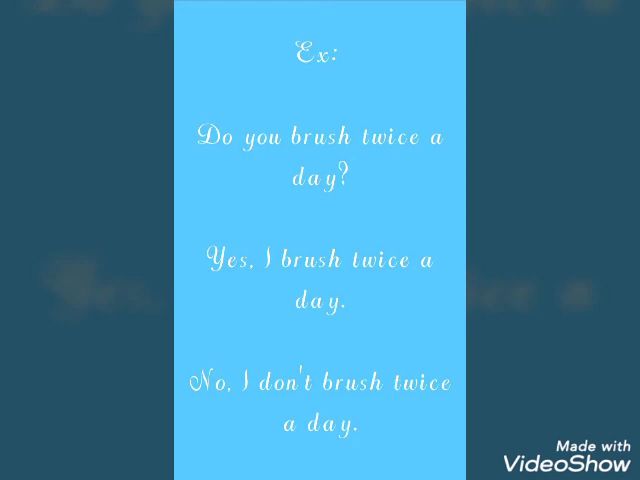 Ex:
Do you brush twice a
day?
Yes, I brush twice a
day.
No, I don't brush twice
a day.
Made with
VideoShow